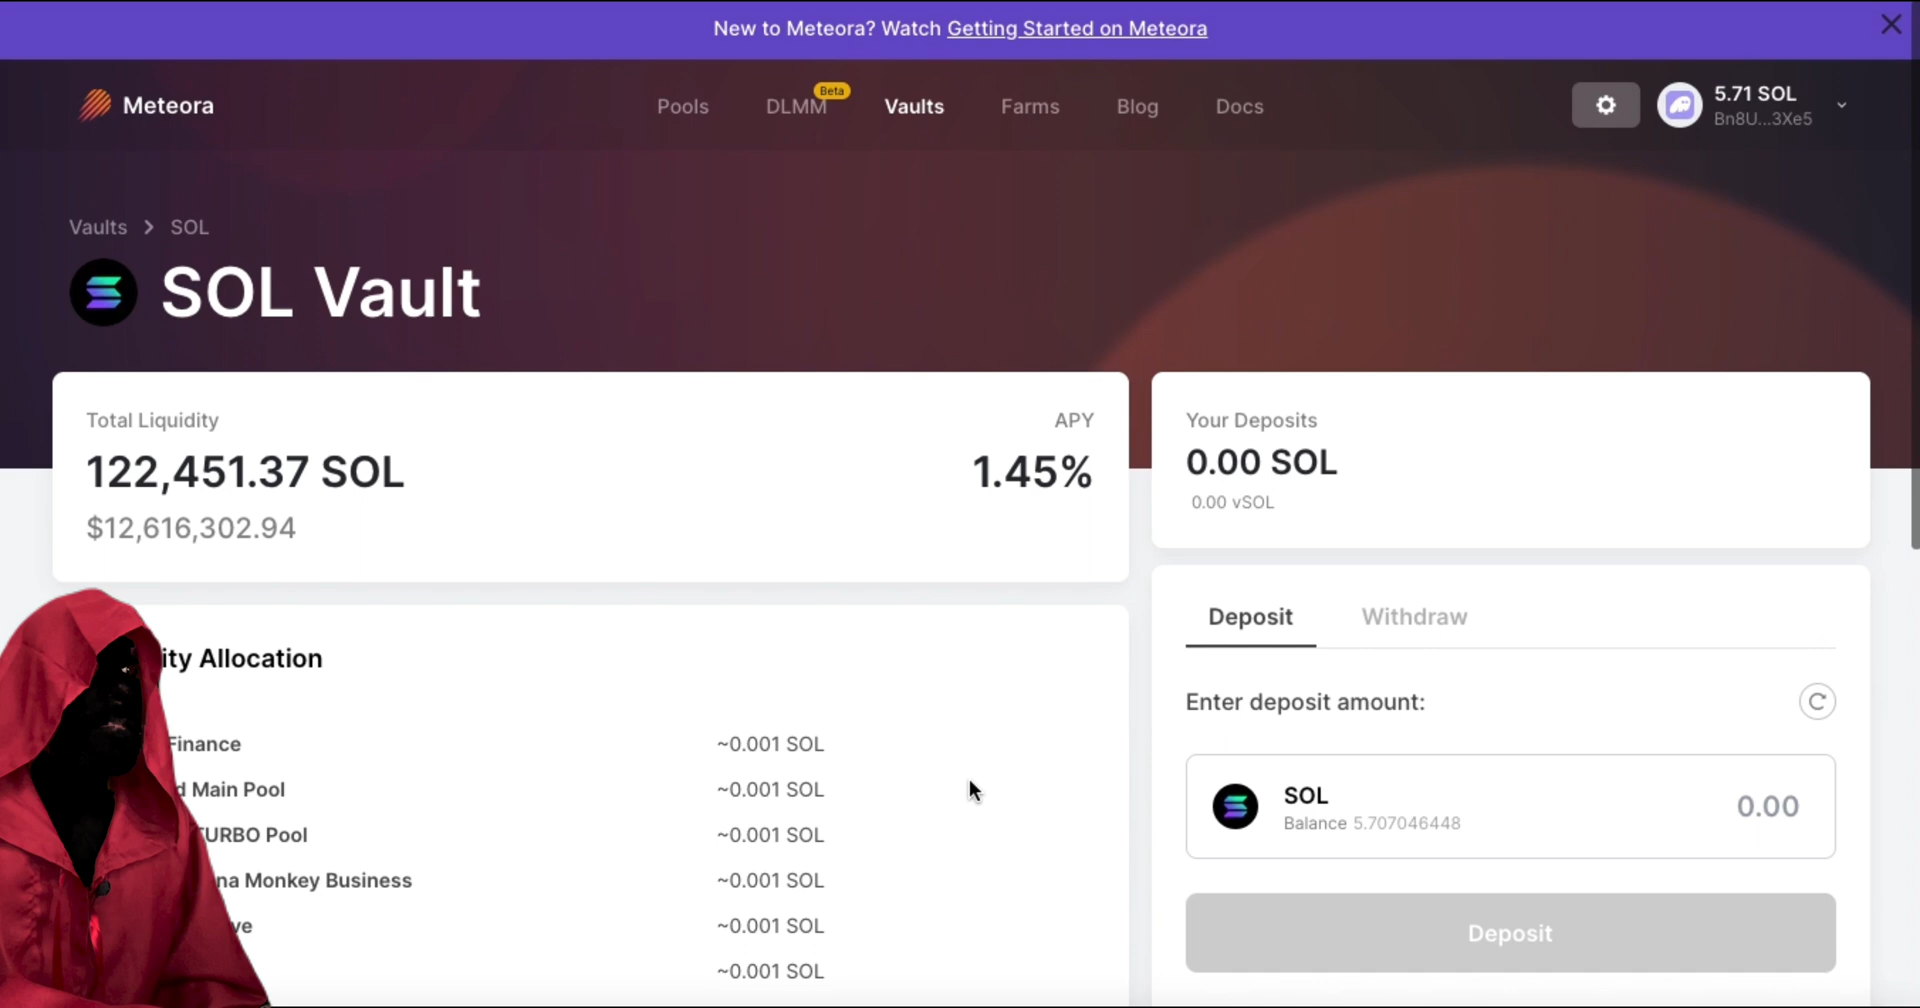 New to Meteora? Watch Getting Started on Meteora
Meteora
Pools
DLMM
Beta
Vaults
Farms
Blog
Docs
5.71 SOL
Bn8U...3Xe5
Vaults > SOL
SOL Vault
Total Liquidity
122,451.37 SOL
$12,616,302.94
APY
1.45%
Your Deposits
0.00 SOL
0.00 vSOL
ity Allocation
Finance ~0.001 SOL
d Main Pool ~0.001 SOL
TURBO Pool ~0.001 SOL
na Monkey Business ~0.001 SOL
ve ~0.001 SOL
~0.001 SOL
Deposit
Withdraw
Enter deposit amount:
SOL
Balance 5.707046448
0.00
Deposit